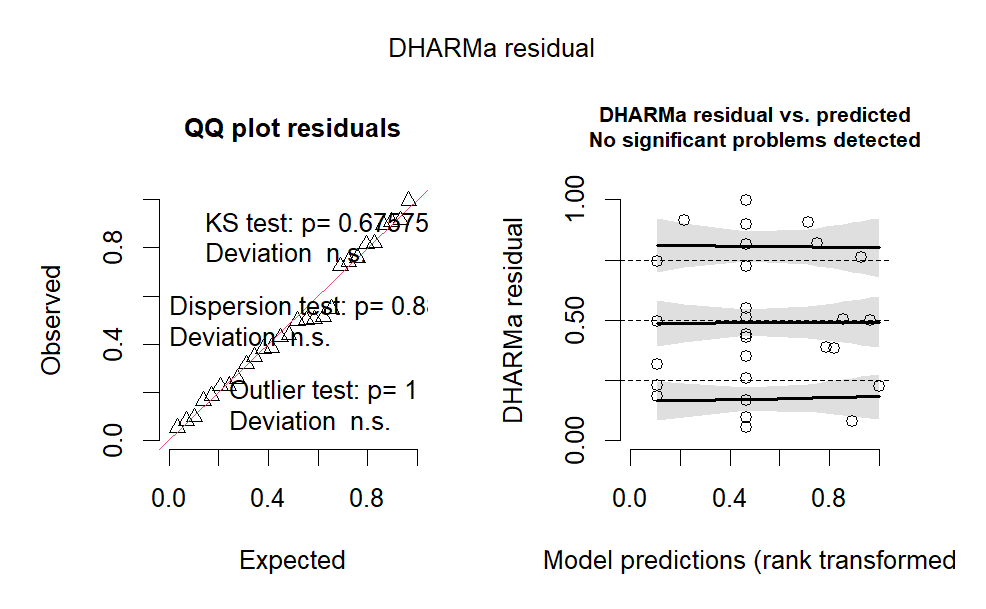 DHARMa residual
QQ plot residuals
KS test: p= 0.67575
Deviation n.s.
Dispersion test: p= 0.88
Deviation n.s.
Outlier test: p= 1
Deviation n.s.
Observed
0.0
0.4
0.8
0.0
0.4
0.8
Expected
DHARMa residual vs. predicted
No significant problems detected
DHARMa residual
0.00
0.50
1.00
0.0
0.4
0.8
Model predictions (rank transformed